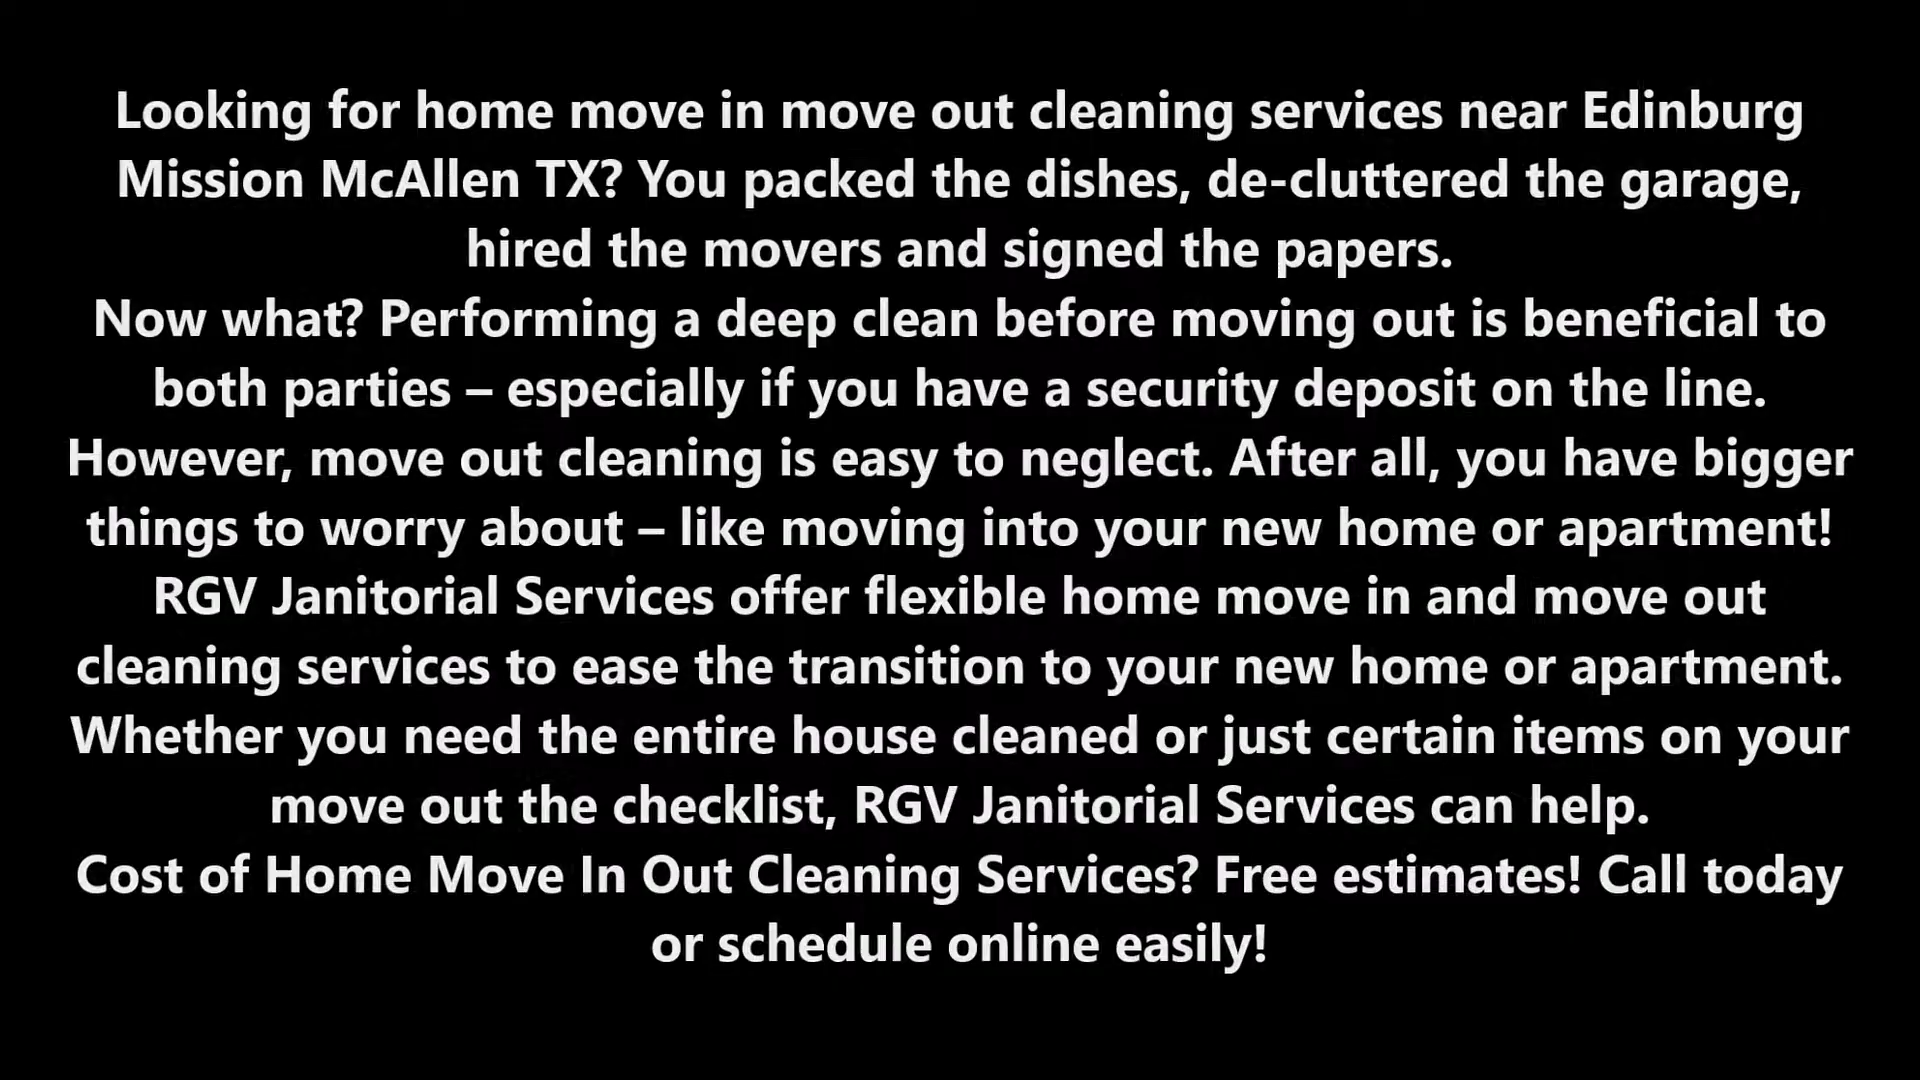 Looking for home move in move out cleaning services near Edinburg
Mission McAllen TX? You packed the dishes, de-cluttered the garage,
hired the movers and signed the papers.
Now what? Performing a deep clean before moving out is beneficial to
both parties – especially if you have a security deposit on the line.
However, move out cleaning is easy to neglect. After all, you have bigger
things to worry about – like moving into your new home or apartment!
RGV Janitorial Services offer flexible home move in and move out
cleaning services to ease the transition to your new home or apartment.
Whether you need the entire house cleaned or just certain items on your
move out the checklist, RGV Janitorial Services can help.
Cost of Home Move In Out Cleaning Services? Free estimates! Call today
or schedule online easily!